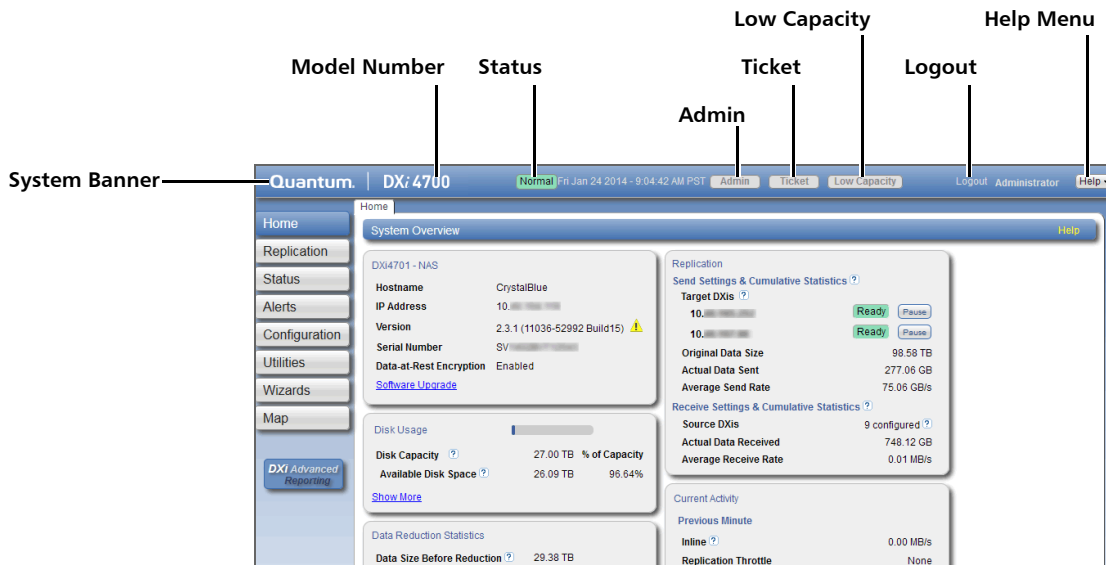 Low Capacity
Help Menu
Model Number
Status
Ticket
Logout
Admin
System Banner
Quantum. | DXi 4700
Normal Fri Jan 24 2014 - 9:04:42 AM PST Admin Ticket Low Capacity Logout Administrator Help
Home
Replication
Status
Alerts
Configuration
Utilities
Wizards
Map
DXi Advanced
Reporting
Home
System Overview
Help
DXi4701 - NAS
Hostname CrystalBlue
IP Address 10.
Version 2.3.1 (11036-52992 Build15)
Serial Number SV
Data-at-Rest Encryption Enabled
Software Upgrade
Disk Usage
Disk Capacity ? 27.00 TB % of Capacity
Available Disk Space ? 26.09 TB 96.64%
Show More
Data Reduction Statistics
Data Size Before Reduction ? 29.38 TB
Replication
Send Settings & Cumulative Statistics ?
Target DXis ?
10. Ready Pause
10. Ready Pause
Original Data Size 98.58 TB
Actual Data Sent 277.06 GB
Average Send Rate 75.06 GB/s
Receive Settings & Cumulative Statistics ?
Source DXis 9 configured ?
Actual Data Received 748.12 GB
Average Receive Rate 0.01 MB/s
Current Activity
Previous Minute
Inline ? 0.00 MB/s
Replication Throttle None